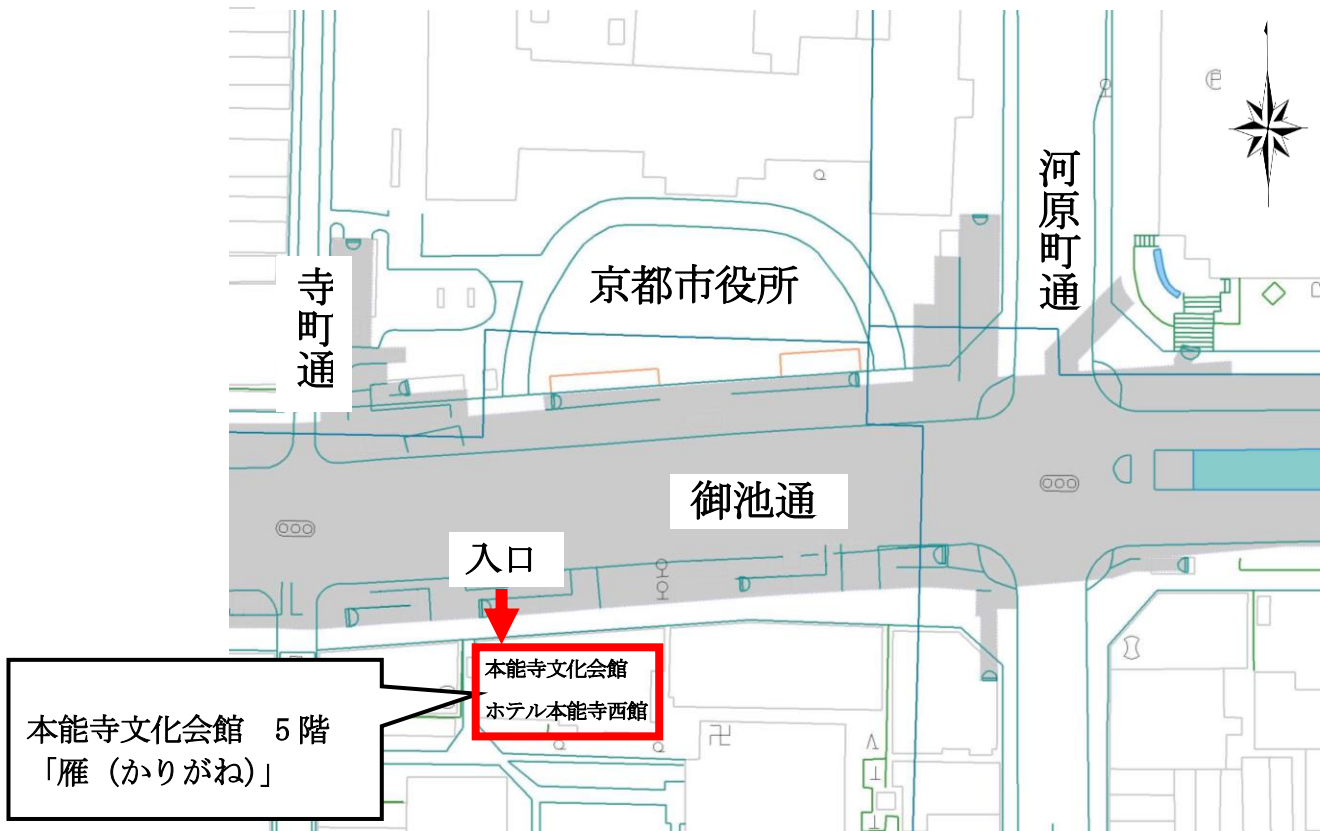 河原町通
京都市役所
寺町通
御池通
入口
本能寺文化会館
ホテル本能寺西館
本能寺文化会館　5階
「雁（かりがね）」